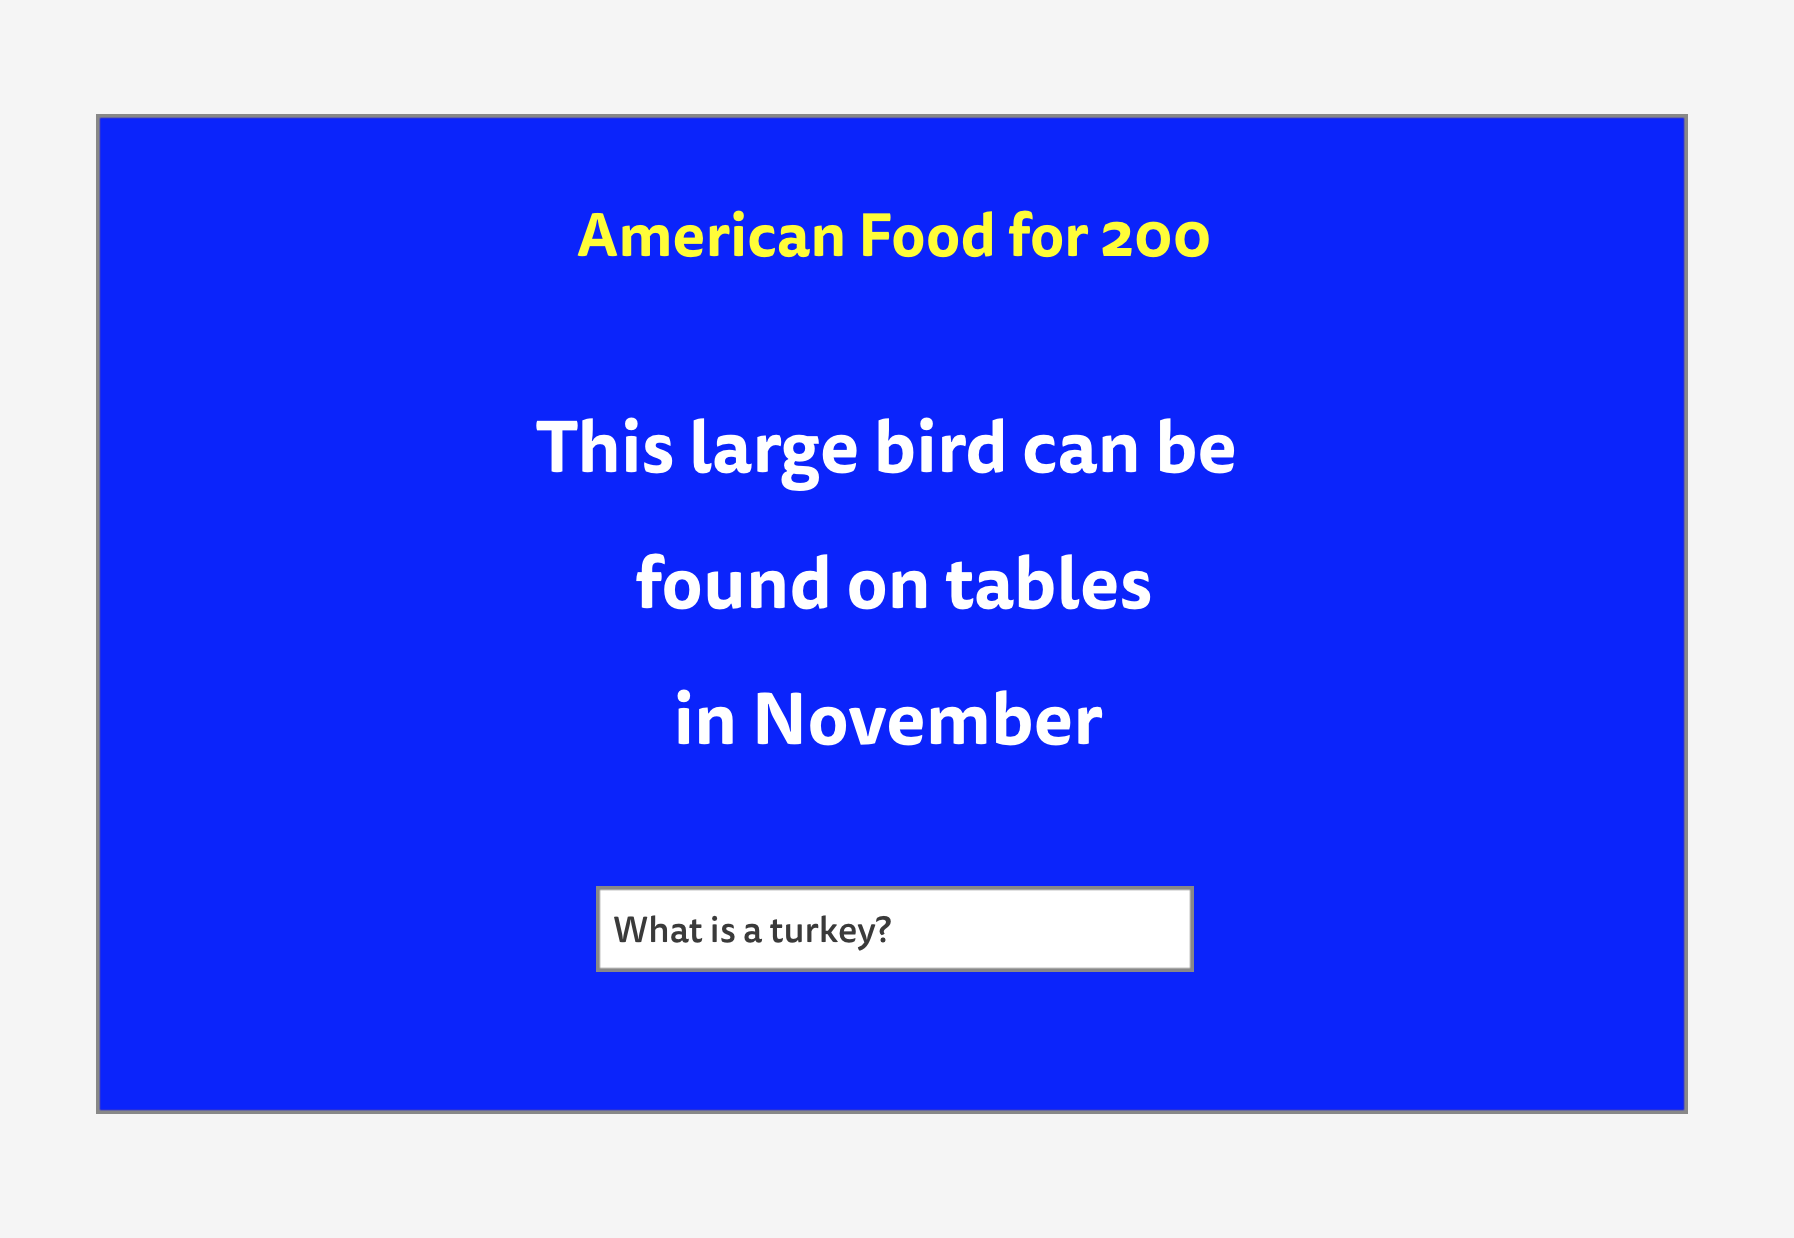 American Food for 200
This large bird can be
found on tables
in November
What is a turkey?